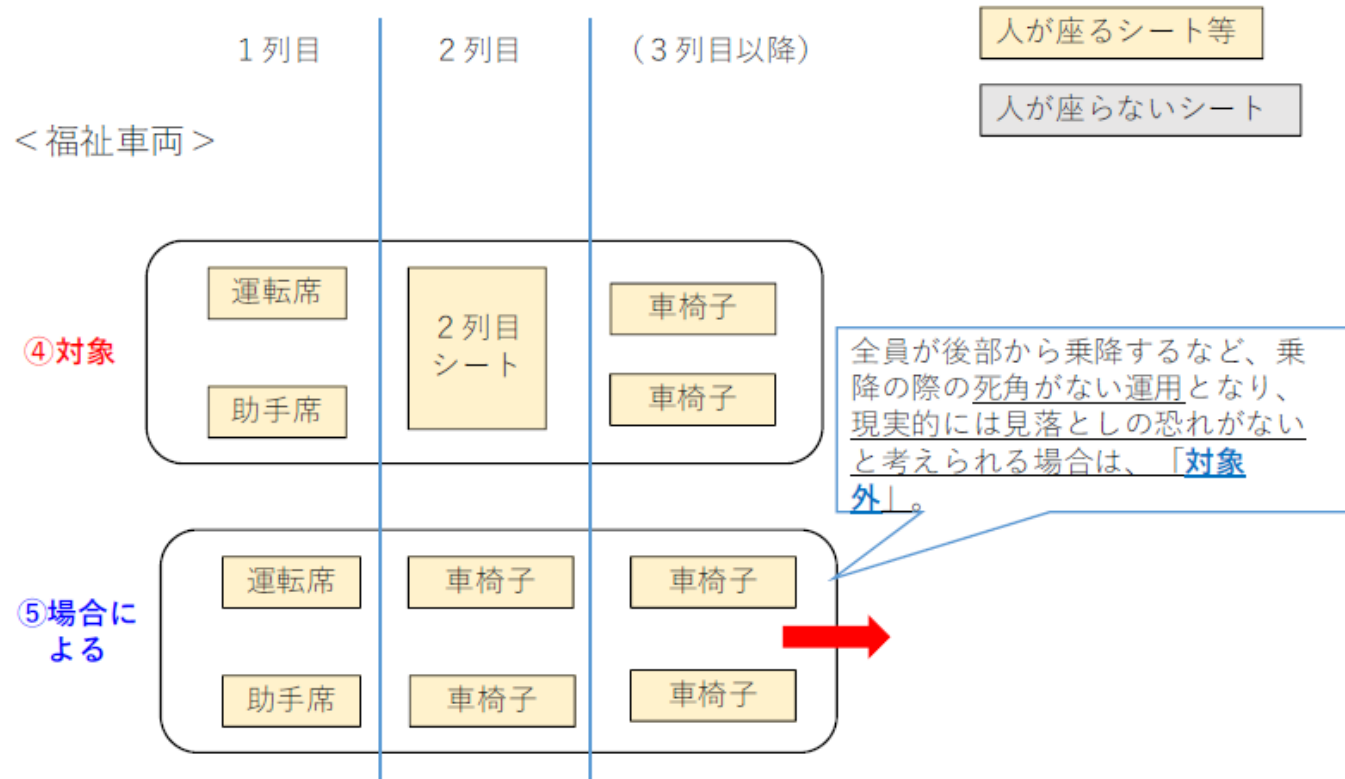 1列目
2列目
(3列目以降)
人が座るシート等
人が座らないシート
<福祉車両>
④対象
運転席
助手席
2列目
シート
車椅子
車椅子
全員が後部から乗降するなど、乗
降の際の死角がない運用となり、
現実的には見落としの恐れがない
と考えられる場合は、「対象
外」。
⑤場合に
よる
運転席
助手席
車椅子
車椅子
車椅子
車椅子